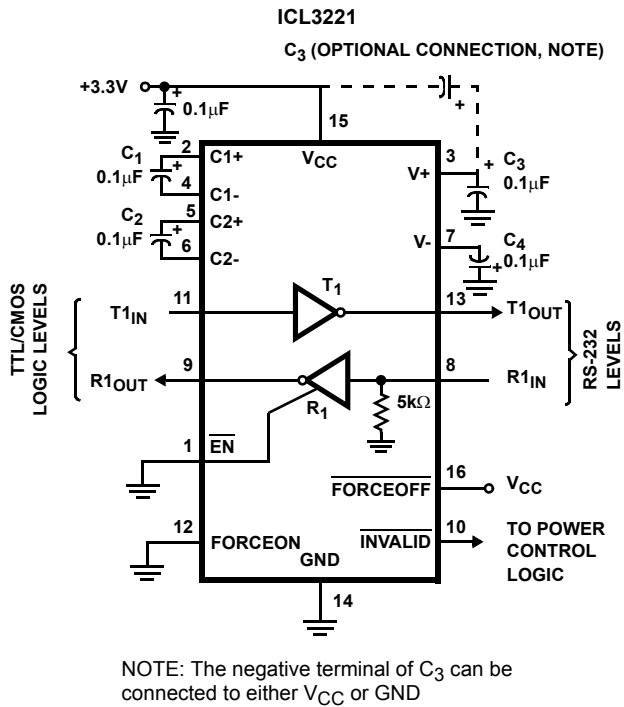 ICL3221
C3 (OPTIONAL CONNECTION, NOTE)
+3.3V
+
0.1μF
15
+
2
C1+
VCC
3
V+
+
C3
0.1μF
C1
0.1μF
+
4
C1-
5
C2+
C2
0.1μF
+
6
C2-
7
V-
C4
0.1μF
+
T1
11
T1IN
13
T1OUT
TTL/CMOS
LOGIC LEVELS
RS-232
LEVELS
9
R1OUT
8
R1IN
R1
5kΩ
1
EN
16
FORCEOFF
VCC
12
FORCEON
INVALID
10
TO POWER
CONTROL
LOGIC
GND
14
NOTE: The negative terminal of C3 can be
connected to either VCC or GND